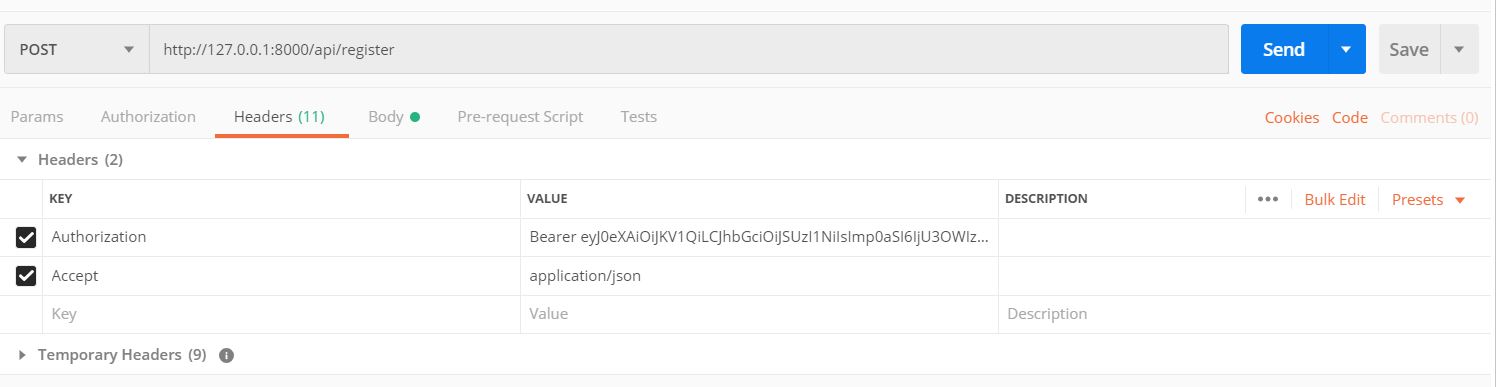 POST http://127.0.0.1:8000/api/register Send Save
Params Authorization Headers (11) Body Pre-request Script Tests Cookies Code Comments (0)
Headers (2)
KEY VALUE DESCRIPTION Bulk Edit Presets
Authorization Bearer eyJ0eXAiOiJKV1QiLCJhbGciOiJSUzI1NiIsImp0aSI6IjU3OWIz...
Accept application/json
Key Value Description
Temporary Headers (9)